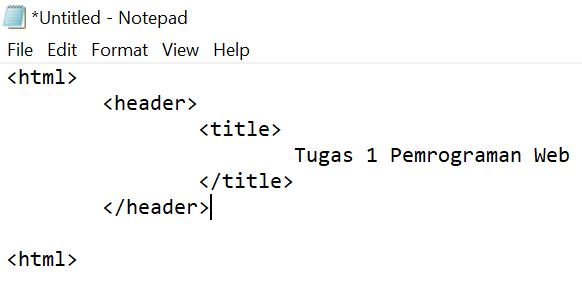 *Untitled - Notepad
File Edit Format View Help
<html>
<header>
<title>
Tugas 1 Pemrograman Web
</title>
</header>
<html>